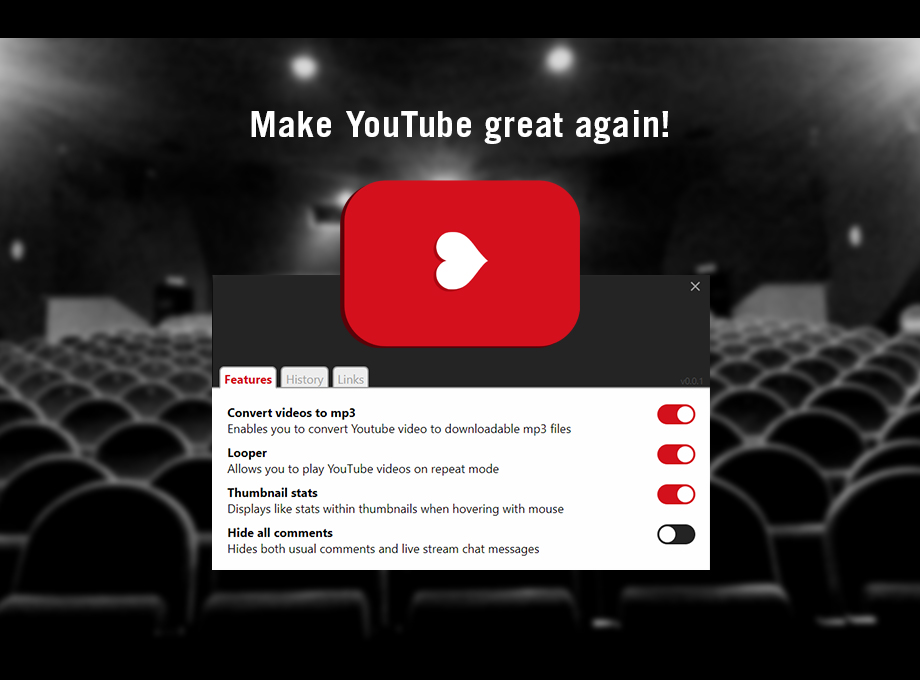 Make YouTube great again!
Features
History
Links
v0.0.1
Convert videos to mp3
Enables you to convert Youtube video to downloadable mp3 files
Looper
Allows you to play YouTube videos on repeat mode
Thumbnail stats
Displays like stats within thumbnails when hovering with mouse
Hide all comments
Hides both usual comments and live stream chat messages